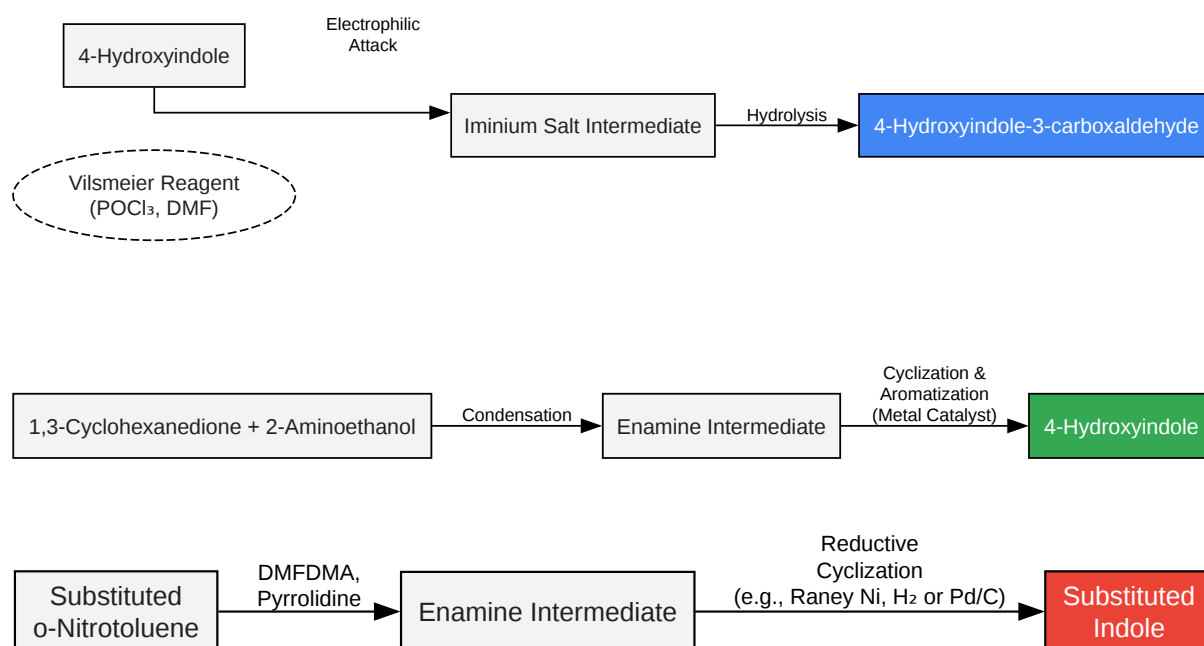 Electrophilic
Attack
4-Hydroxyindole
Iminium Salt Intermediate
Hydrolysis
4-Hydroxyindole-3-carboxaldehyde
Vilsmeier Reagent
(POCl₃, DMF)
1,3-Cyclohexanedione + 2-Aminoethanol
Condensation
Enamine Intermediate
Cyclization &
Aromatization
(Metal Catalyst)
4-Hydroxyindole
Substituted
o-Nitrotoluene
DMFDMA,
Pyrrolidine
Enamine Intermediate
Reductive
Cyclization
(e.g., Raney Ni, H₂ or Pd/C)
Substituted
Indole